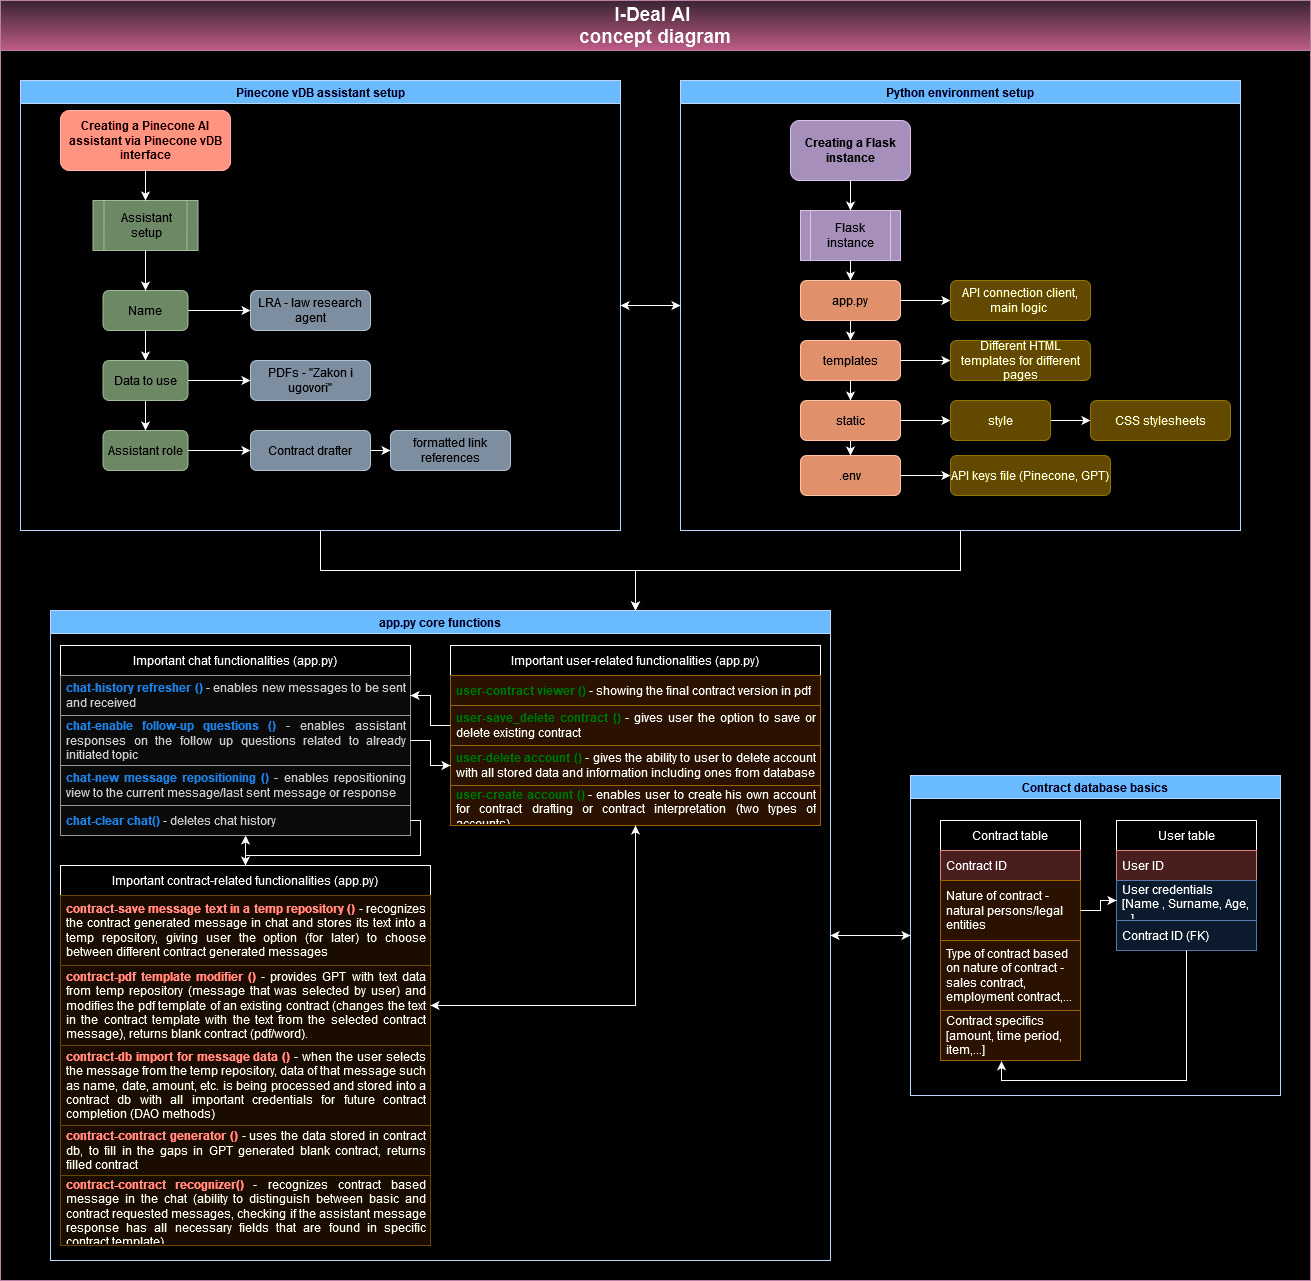 I-Deal AI
concept diagram
Pinecone vDB assistant setup
Creating a Pinecone AI
assistant via Pinecone vDB
interface
Assistant
setup
Name
LRA - law research
agent
Data to use
PDFs - "Zakon i
ugovori"
Assistant role
Contract drafter
formatted link
references
Python environment setup
Creating a Flask
instance
Flask
instance
app.py
API connection client,
main logic
templates
Different HTML
templates for different
pages
static
style
CSS stylesheets
.env
API keys file (Pinecone, GPT)
app.py core functions
Important chat functionalities (app.py)
chat-history refresher () - enables new messages to be sent
and received
chat-enable follow-up questions () - enables assistant
responses on the follow up questions related to already
initiated topic
chat-new message repositioning () - enables repositioning
view to the current message/last sent message or response
chat-clear chat() - deletes chat history
Important user-related functionalities (app.py)
user-contract viewer () - showing the final contract version in pdf
user-save_delete contract () - gives user the option to save or
delete existing contract
user-delete account () - gives the ability to user to delete account
with all stored data and information including ones from database
user-create account () - enables user to create his own account
for contract drafting or contract interpretation (two types of
accounts)
Important contract-related functionalities (app.py)
contract-save message text in a temp repository () - recognizes
the contract generated message in chat and stores its text into a
temp repository, giving user the option (for later) to choose
between different contract generated messages
contract-pdf template modifier () - provides GPT with text data
from temp repository (message that was selected by user) and
modifies the pdf template of an existing contract (changes the text
in the contract template with the text from the selected contract
message), returns blank contract (pdf/word).
contract-db import for message data () - when the user selects
the message from the temp repository, data of that message such
as name, date, amount, etc. is being processed and stored into a
contract db with all important credentials for future contract
completion (DAO methods)
contract-contract generator () - uses the data stored in contract
db, to fill in the gaps in GPT generated blank contract, returns
filled contract
contract-contract recognizer() - recognizes contract based
message in the chat (ability to distinguish between basic and
contract requested messages, checking if the assistant message
response has all necessary fields that are found in specific
contract template)
Contract database basics
Contract table
Contract ID
Nature of contract -
natural persons/legal
entities
Type of contract based
on nature of contract -
sales contract,
employment contract,...
Contract specifics
[amount, time period,
item,...]
User table
User ID
User credentials
[Name , Surname, Age,
Contract ID (FK)